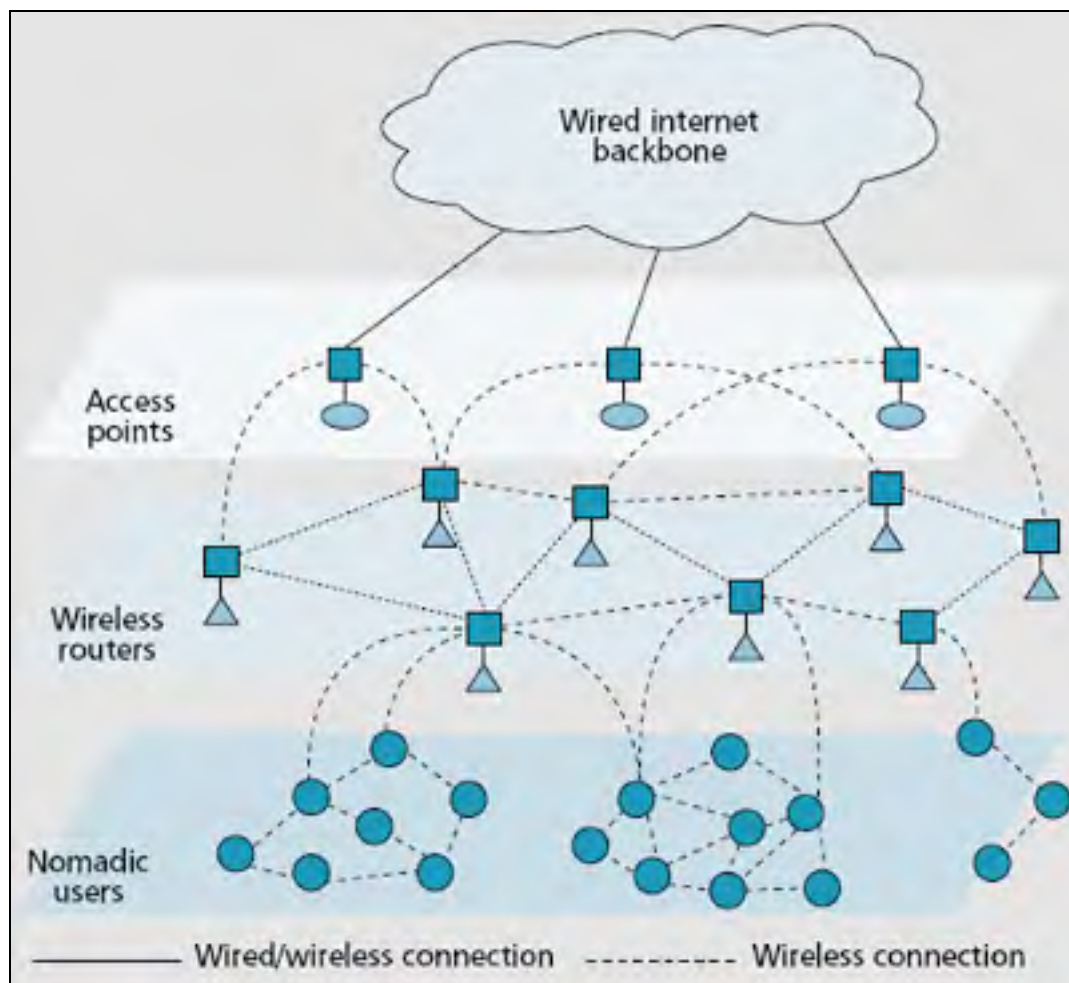 Wired internet
backbone
Access
points
Wireless
routers
Nomadic
users
Wired/wireless connection
Wireless connection